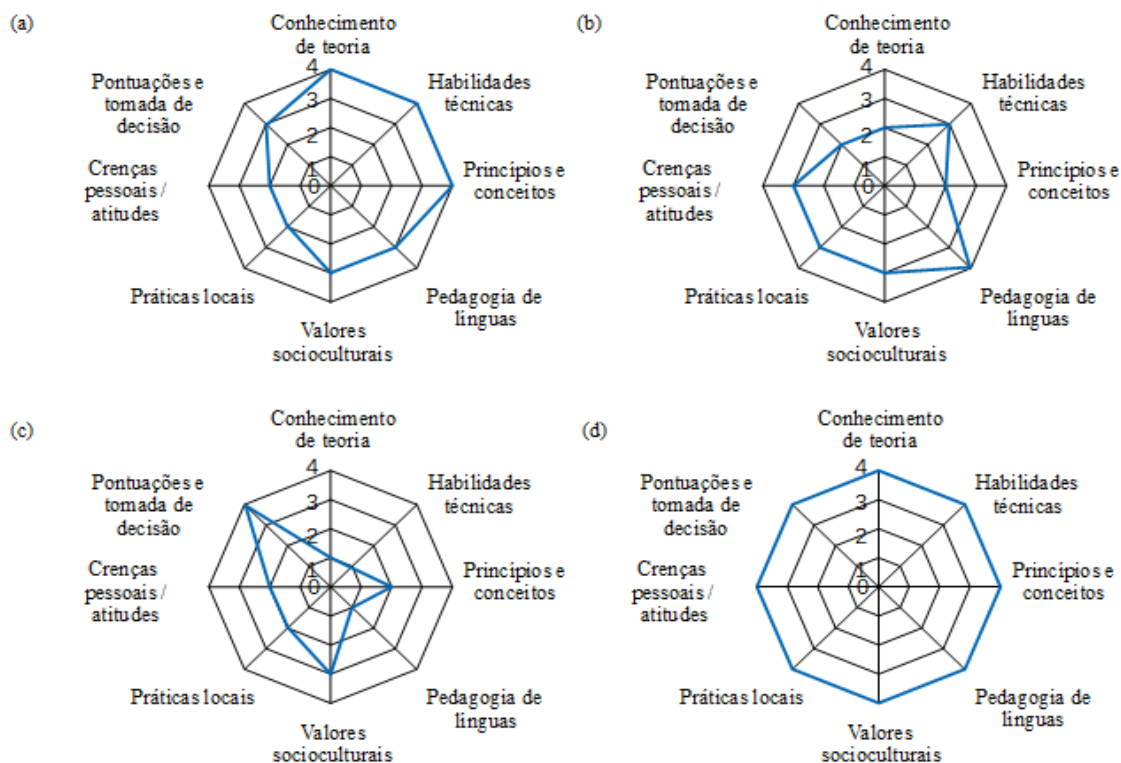 (a)
Conhecimento
de teoria
Pontuações e
tomada de
decisão
Habilidades
técnicas
Crenças
pessoais /
atitudes
Princípios e
conceitos
Práticas locais
Pedagogia de
línguas
Valores
socioculturais
4
3
2
1
0
(b)
Conhecimento
de teoria
Pontuações e
tomada de
decisão
Habilidades
técnicas
Crenças
pessoais /
atitudes
Princípios e
conceitos
Práticas locais
Pedagogia de
línguas
Valores
socioculturais
4
3
2
1
0
(c)
Conhecimento
de teoria
Pontuações e
tomada de
decisão
Habilidades
técnicas
Crenças
pessoais /
atitudes
Princípios e
conceitos
Práticas locais
Pedagogia de
línguas
Valores
socioculturais
4
3
2
1
0
(d)
Conhecimento
de teoria
Pontuações e
tomada de
decisão
Habilidades
técnicas
Crenças
pessoais /
atitudes
Princípios e
conceitos
Práticas locais
Pedagogia de
línguas
Valores
socioculturais
4
3
2
1
0